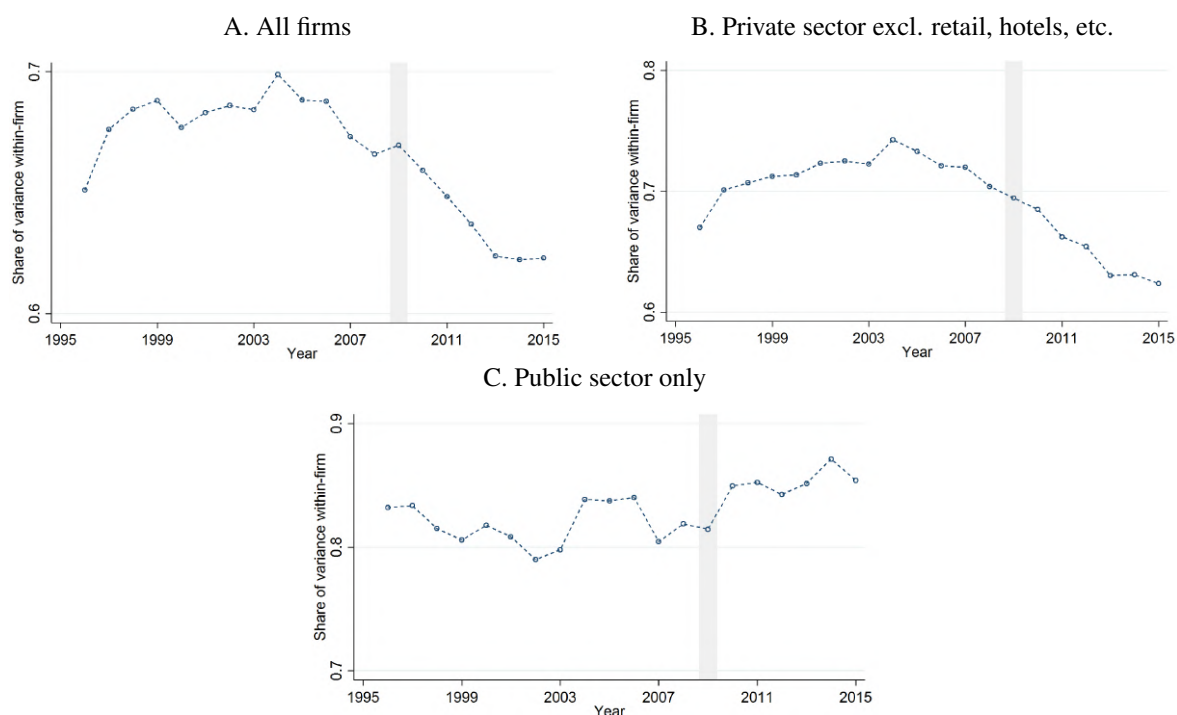 A. All firms
Share of variance within-firm
0.7
0.6
1995 1999 2003 2007 2011 2015
Year
B. Private sector excl. retail, hotels, etc.
Share of variance within-firm
0.8
0.7
0.6
1995 1999 2003 2007 2011 2015
Year
C. Public sector only
Share of variance within-firm
0.9
0.8
0.7
1995 1999 2003 2007 2011 2015
Year